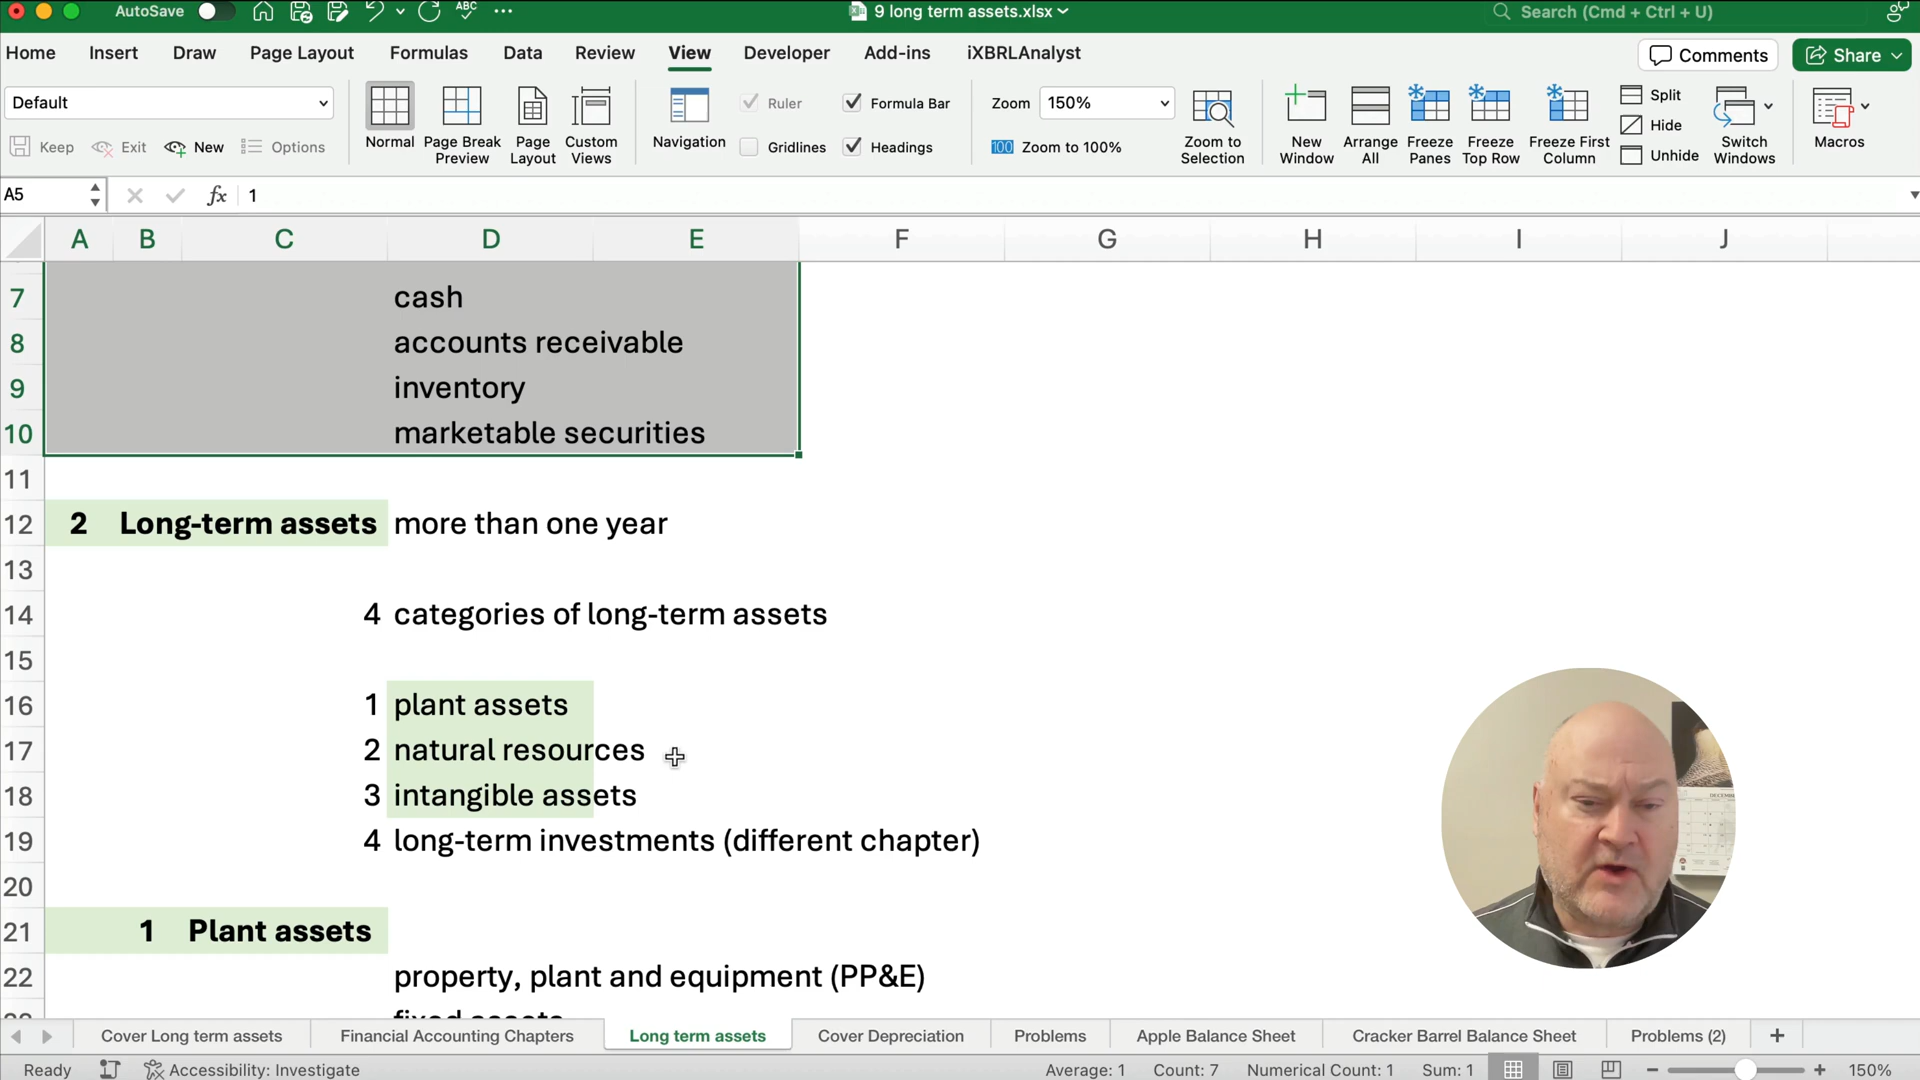 AutoSave
ABC
9 long term assets.xlsx
Search (Cmd + Ctrl + U)
Home Insert Draw Page Layout Formulas Data Review View Developer Add-ins iXBRLAnalyst Comments Share
Default
Keep Exit New Options
Normal
Page Break Preview
Page Layout
Custom Views
Navigation
Ruler
Formula Bar
Gridlines
Headings
Zoom 150%
100 Zoom to 100%
Zoom to Selection
New Window
Arrange All
Freeze Panes
Freeze Top Row
Freeze First Column
Split
Hide
Unhide
Switch Windows
Macros
A5 fx 1
A B C D E F G H I J
7 cash
8 accounts receivable
9 inventory
10 marketable securities
11
12 2 Long-term assets more than one year
13
14 4 categories of long-term assets
15
16 1 plant assets
17 2 natural resources
18 3 intangible assets
19 4 long-term investments (different chapter)
20
21 1 Plant assets
22 property, plant and equipment (PP&E)
Cover Long term assets Financial Accounting Chapters Long term assets Cover Depreciation Problems Apple Balance Sheet Cracker Barrel Balance Sheet Problems (2)
Ready Accessibility: Investigate Average: 1 Count: 7 Numerical Count: 1 Sum: 1 150%